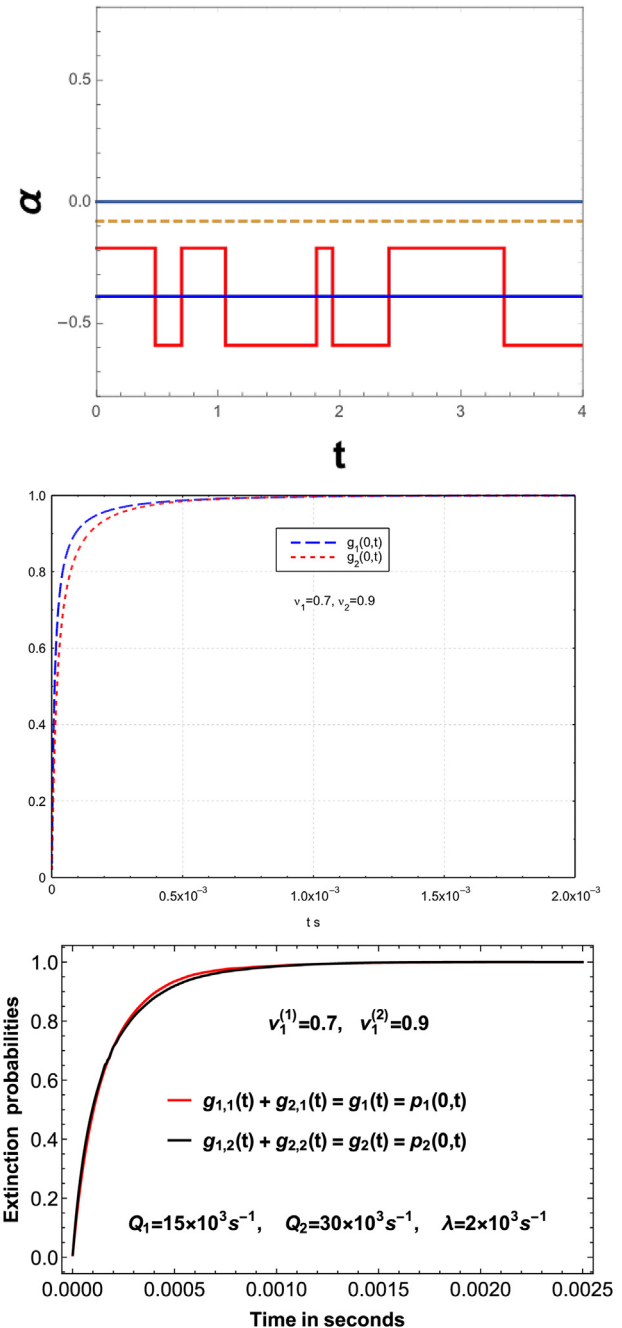 0.5
0.0
α
−0.5
0 1 2 3 4
t
1.0
g₁(0,t)
g₂(0,t)
0.8
ν₁=0.7, ν₂=0.9
0.6
0.4
0.2
0
0 0.5x10⁻³ 1.0x10⁻³ 1.5x10⁻³ 2.0x10⁻³
t s
1.0
0.8
ν₁⁽¹⁾=0.7, ν₁⁽²⁾=0.9
0.6
g₁,₁(t) + g₂,₁(t) = g₁(t) = p₁(0,t)
0.4
g₁,₂(t) + g₂,₂(t) = g₂(t) = p₂(0,t)
0.2
Q₁=15×10³s⁻¹, Q₂=30×10³s⁻¹, λ=2×10³s⁻¹
0.0
Extinction probabilities
0.0000 0.0005 0.0010 0.0015 0.0020 0.0025
Time in seconds